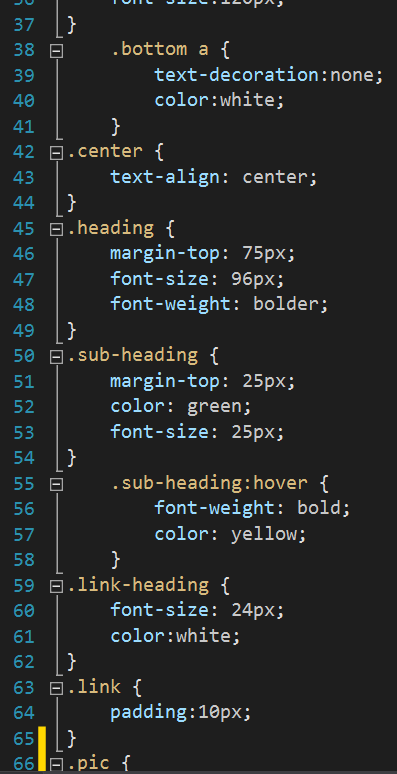 36 font-size:120px;
37 }
38 .bottom a {
39 text-decoration:none;
40 color:white;
41 }
42 .center {
43 text-align: center;
44 }
45 .heading {
46 margin-top: 75px;
47 font-size: 96px;
48 font-weight: bolder;
49 }
50 .sub-heading {
51 margin-top: 25px;
52 color: green;
53 font-size: 25px;
54 }
55 .sub-heading:hover {
56 font-weight: bold;
57 color: yellow;
58 }
59 .link-heading {
60 font-size: 24px;
61 color:white;
62 }
63 .link {
64 padding:10px;
65 }
66 .pic {